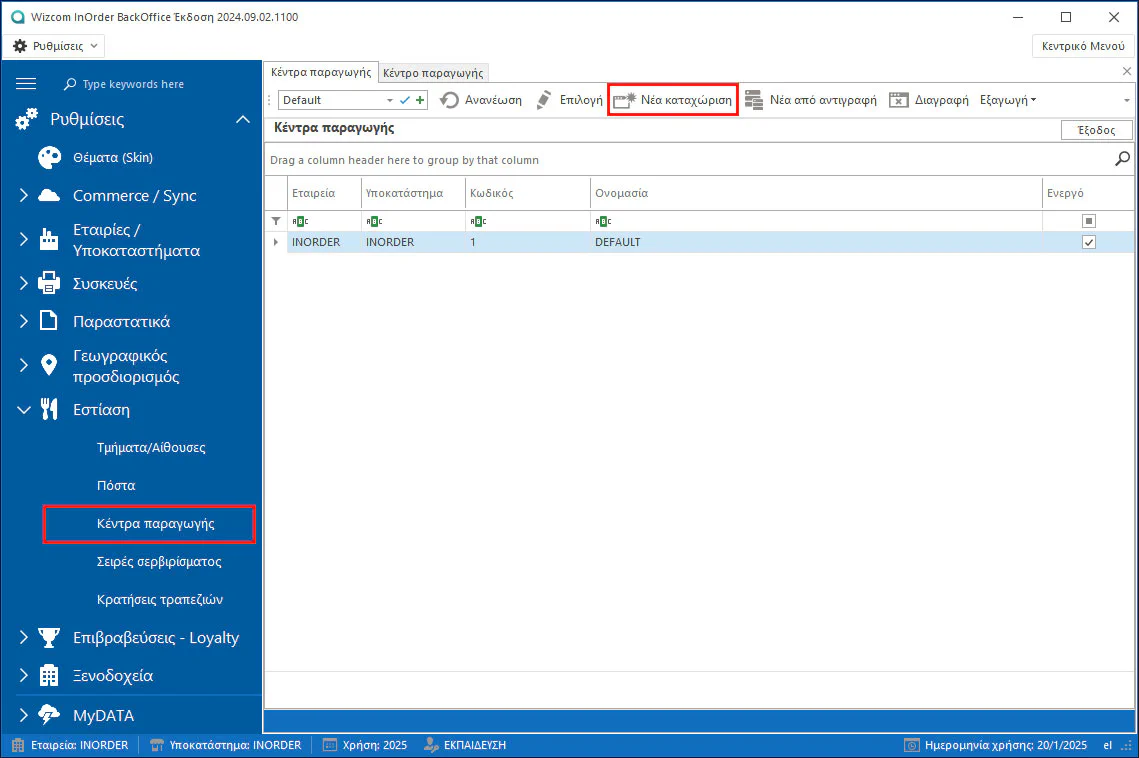 Wizcom InOrder BackOffice Έκδοση 2024.09.02.1100
Ρυθμίσεις
Κεντρικό Μενού
Type keywords here
Ρυθμίσεις
Θέματα (Skin)
Commerce / Sync
Εταιρίες /
Υποκαταστήματα
Συσκευές
Παραστατικά
Γεωγραφικός
προσδιορισμός
Εστίαση
Τμήματα/Αίθουσες
Πόστα
Κέντρα παραγωγής
Σειρές σερβιρίσματος
Κρατήσεις τραπεζιών
Επιβραβεύσεις - Loyalty
Ξενοδοχεία
MyDATA
Κέντρα παραγωγής
Κέντρο παραγωγής
Default
Ανανέωση
Επιλογή
Νέα καταχώριση
Νέα από αντιγραφή
Διαγραφή
Εξαγωγή
Κέντρα παραγωγής
Έξοδος
Drag a column header here to group by that column
Εταιρεία Υποκατάστημα Κωδικός Ονομασία Ενεργό
ABC ABC ABC ABC
INORDER INORDER 1 DEFAULT
Εταιρεία: INORDER Υποκατάστημα: INORDER Χρήση: 2025 ΕΚΠΑΙΔΕΥΣΗ Ημερομηνία χρήσης: 20/1/2025 el